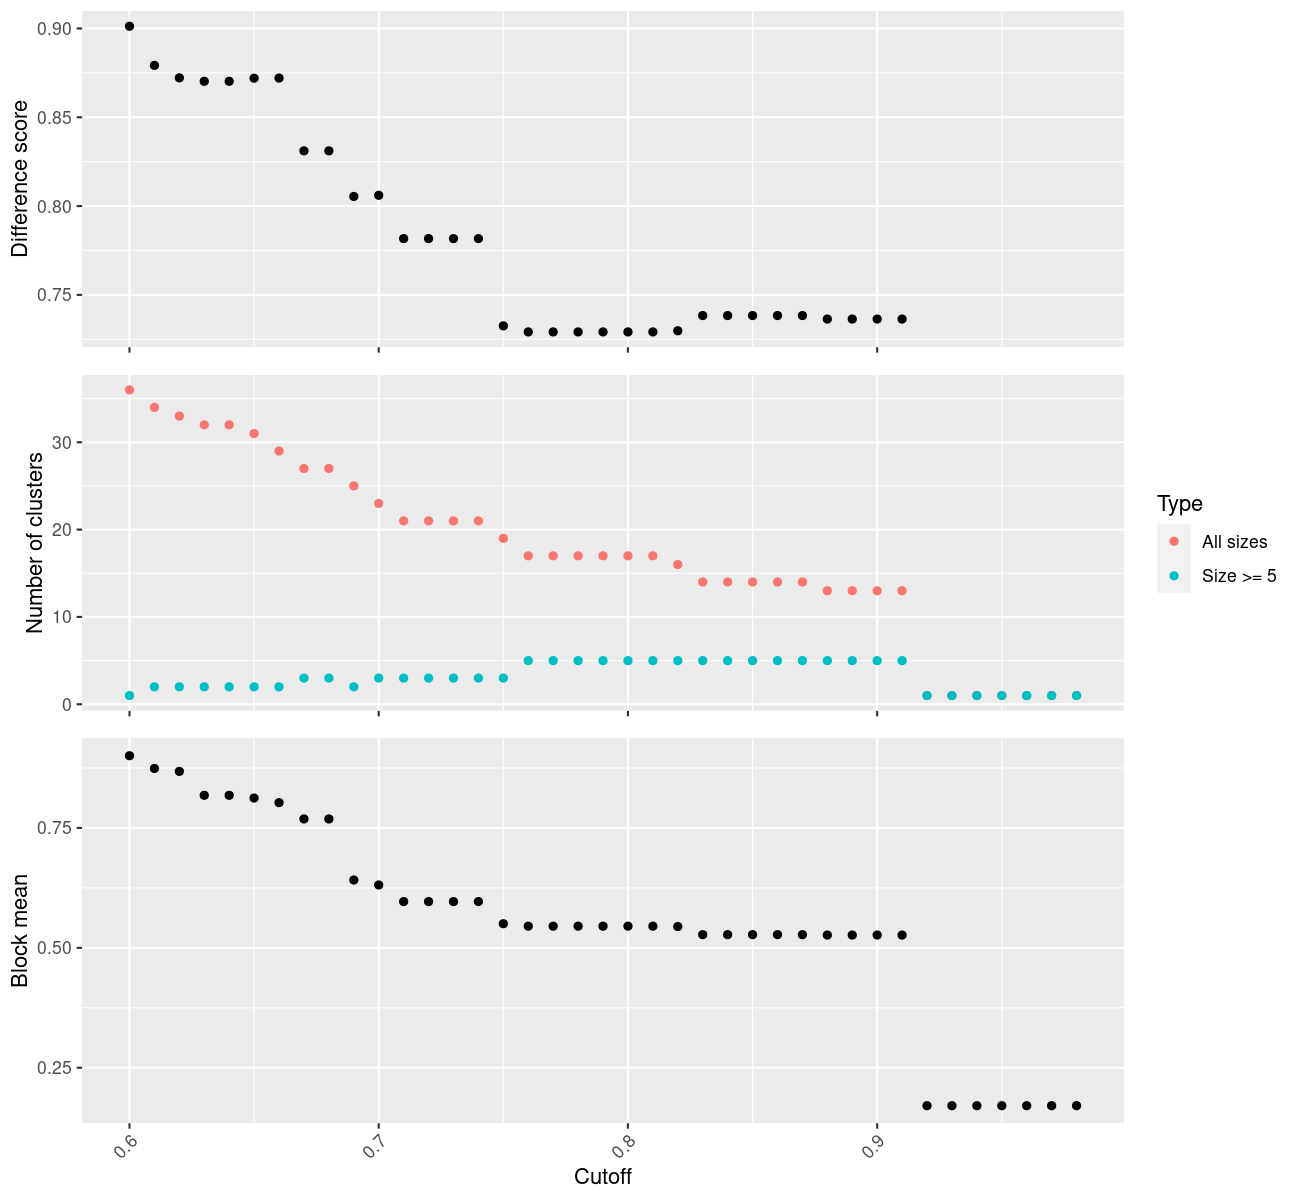 Difference score
0.90
0.85
0.80
0.75
Number of clusters
30
20
10
0
Type
All sizes
Size >= 5
Block mean
0.75
0.50
0.25
0.6
0.7
0.8
0.9
Cutoff